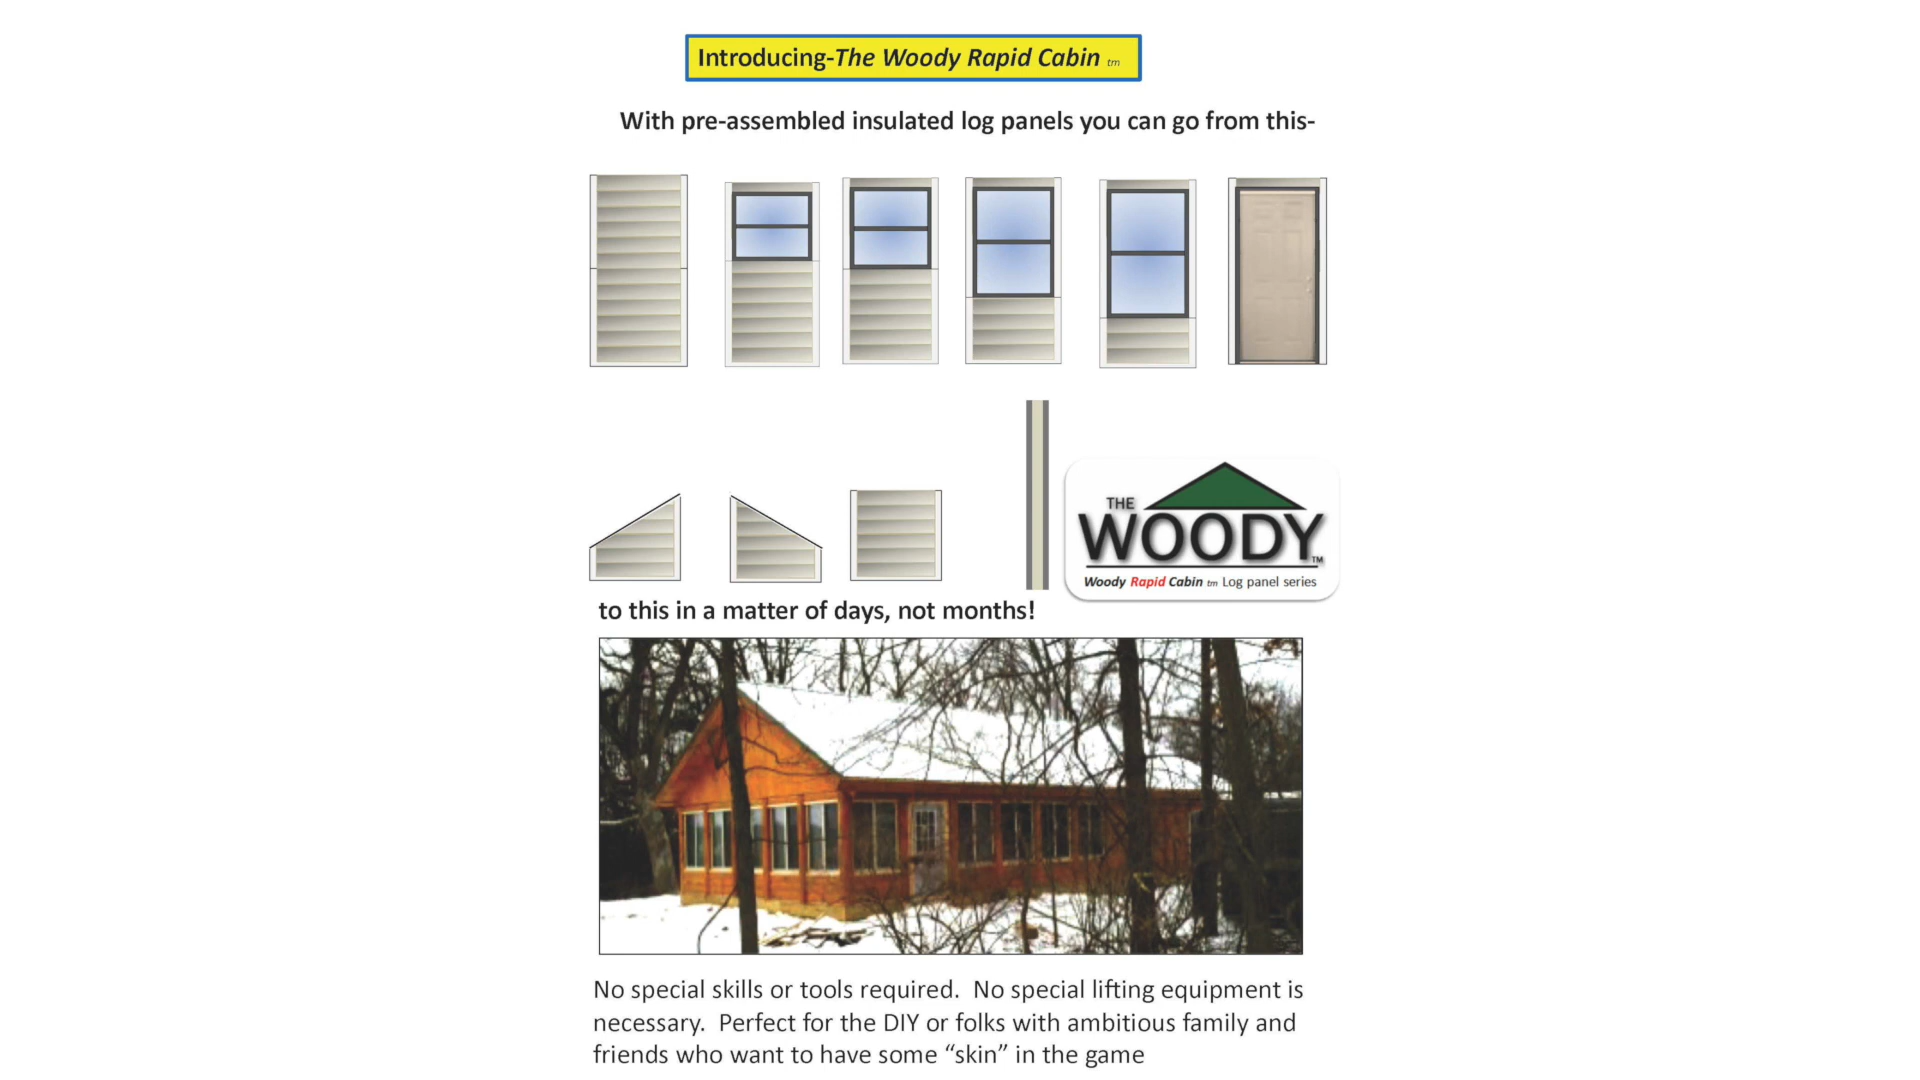 Introducing-The Woody Rapid Cabin tm
With pre-assembled insulated log panels you can go from this-
THE
WOODY TM
Woody Rapid Cabin tm Log panel series
to this in a matter of days, not months!
No special skills or tools required.  No special lifting equipment is
necessary.  Perfect for the DIY or folks with ambitious family and
friends who want to have some “skin” in the game